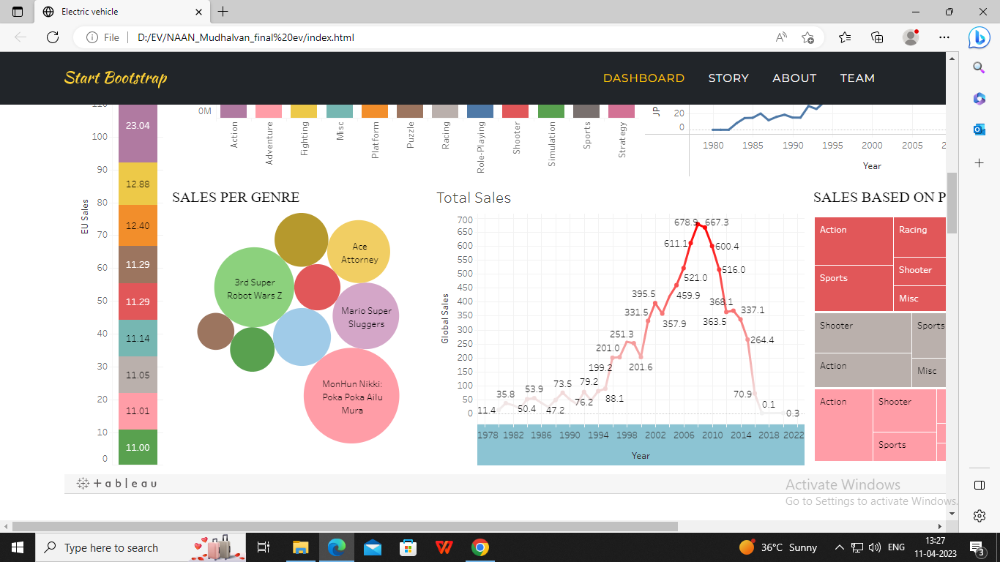 Electric vehicle
File
D:/EV/NAAN_Mudhalvan_final%20ev/index.html
Start Bootstrap
DASHBOARD STORY ABOUT TEAM
110
100
90
80
70
60
50
40
30
20
10
0
EU Sales
23.04
12.88
12.40
11.29
11.29
11.14
11.05
11.01
11.00
0M
Action
Adventure
Fighting
Misc
Platform
Puzzle
Racing
Role-Playing
Shooter
Simulation
Sports
Strategy
JP
20
0
1980 1985 1990 1995 2000 2005 2
Year
SALES PER GENRE
Ace
Attorney
3rd Super
Robot Wars Z
Mario Super
Sluggers
MonHun Nikki:
Poka Poka Ailu
Mura
Total Sales
Global Sales
700
650
600
550
500
450
400
350
300
250
200
150
100
50
0
678.9 667.3
611.1 600.4
516.0
521.0
395.5 459.9
368.1
331.5 337.1
357.9 363.5
251.3
264.4
201.0
199.2 201.6
73.5 79.2
53.9
35.8 88.1
76.2 70.9
50.4 47.2 0.1
11.4 0.3
1978 1982 1986 1990 1994 1998 2002 2006 2010 2014 2018 2022
Year
SALES BASED ON P
Action Racing
Shooter
Sports
Misc
Shooter Sports
Action
Misc
Action Shooter
Sports
+ a b | e a u
Activate Windows
Go to Settings to activate Windows.
Type here to search
36°C Sunny
ENG
13:27
11-04-2023
3